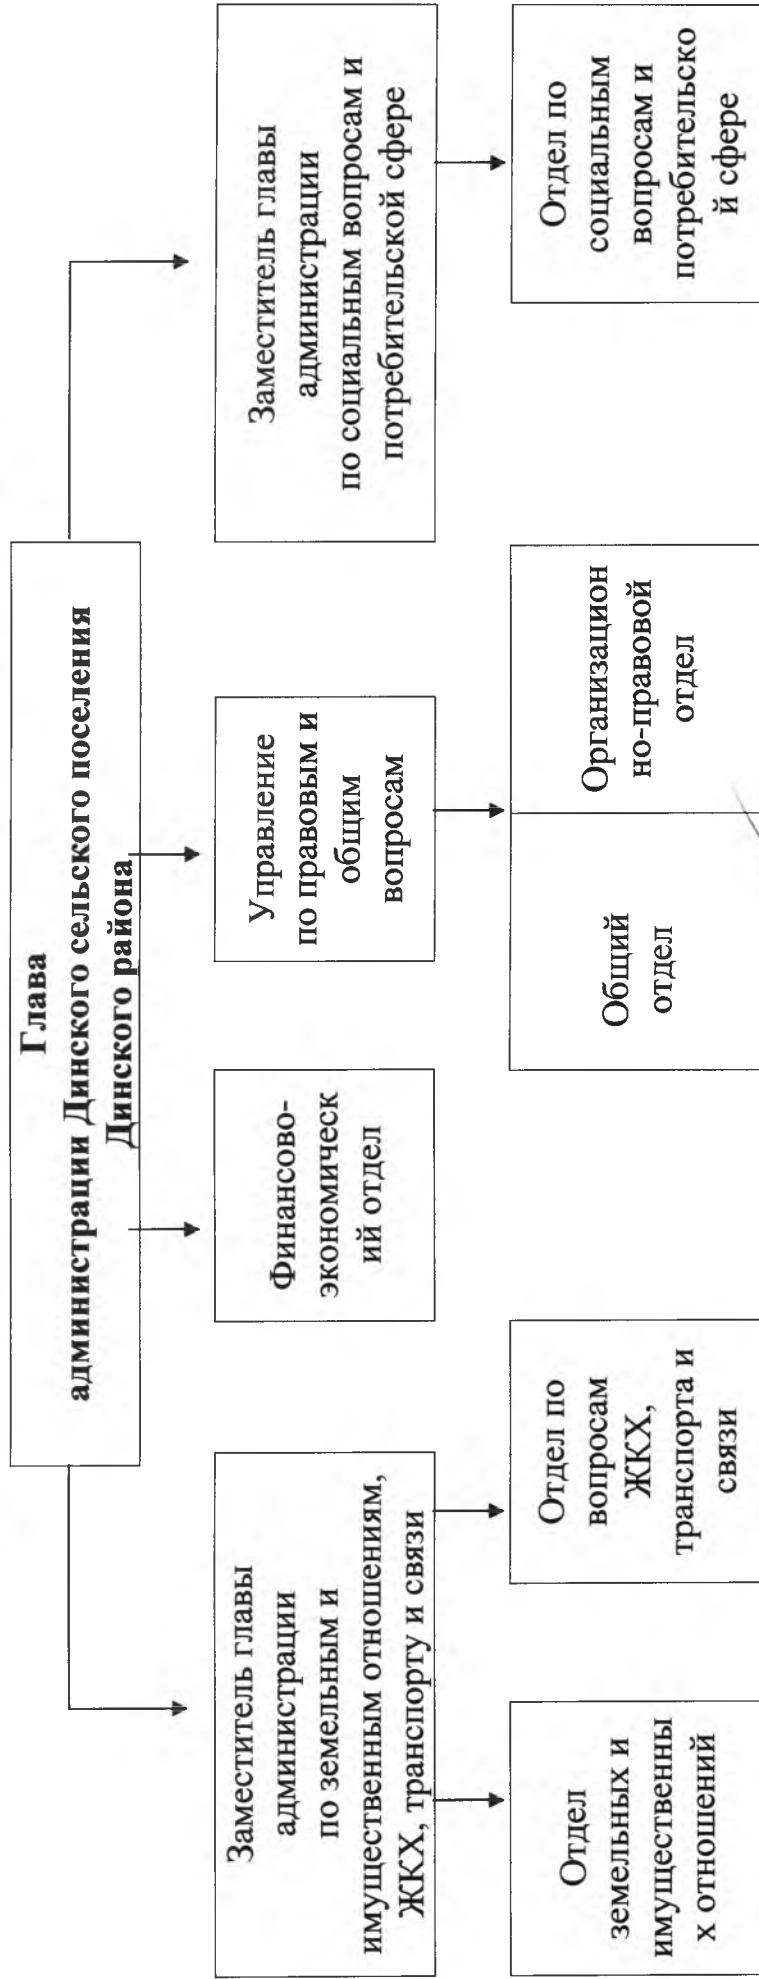 Глава
администрации Динского сельского поселения
Динского района
Заместитель главы
администрации
по земельным и
имущественным отношениям,
ЖКХ, транспорту и связи
Финансово-
экономическ
ий отдел
Управление
по правовым и
общим
вопросам
Заместитель главы
администрации
по социальным вопросам и
потребительской сфере
Отдел
земельных и
имущественны
х отношений
Отдел по
вопросам
ЖКХ,
транспорта и
связи
Общий
отдел
Организацион
но-правовой
отдел
Отдел по
социальным
вопросам и
потребительско
й сфере